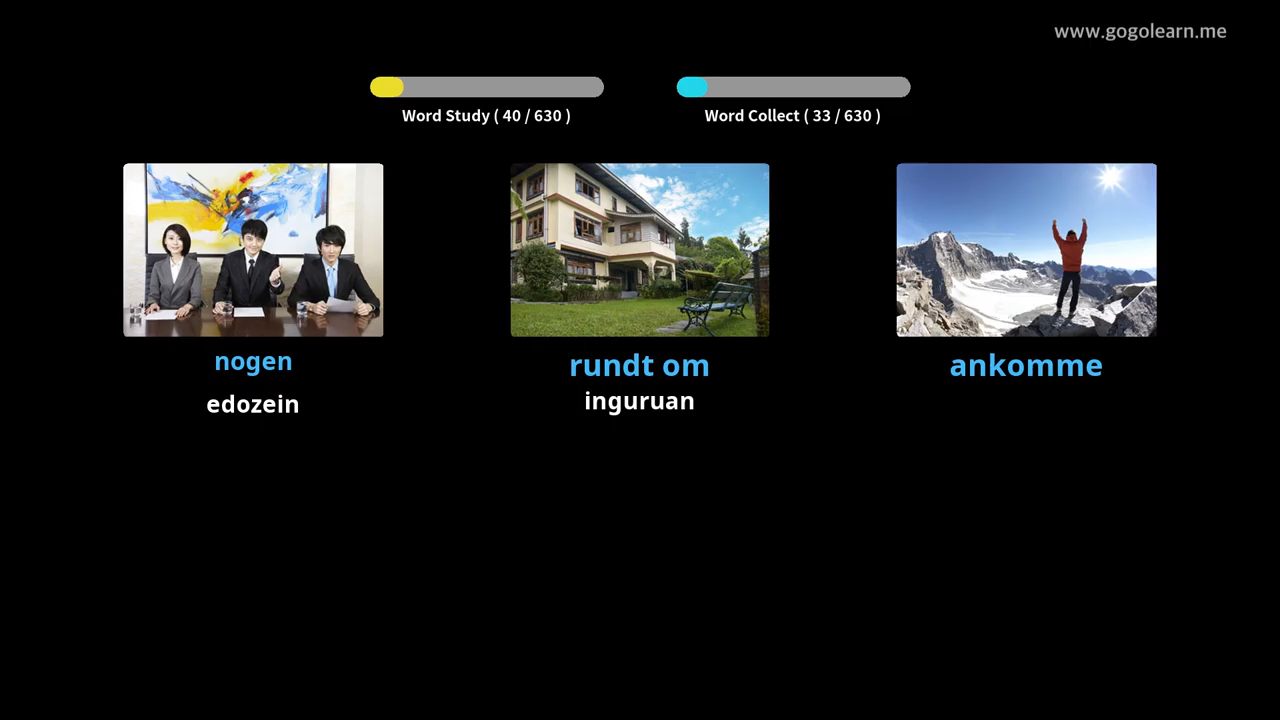 www.gogolearn.me
Word Study ( 40 / 630 )
Word Collect ( 33 / 630 )
nogen
edozein
rundt om
inguruan
ankomme